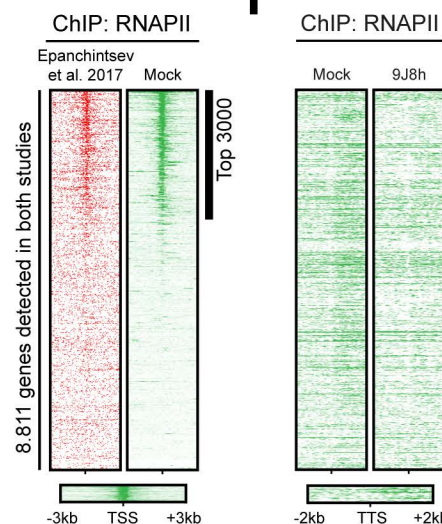 ChIP: RNAPII
Epanchintsev
et al. 2017
Mock
8.811 genes detected in both studies
Top 3000
-3kb
TSS
+3kb
ChIP: RNAPII
Mock
9J8h
-2kb
TTS
+2kb